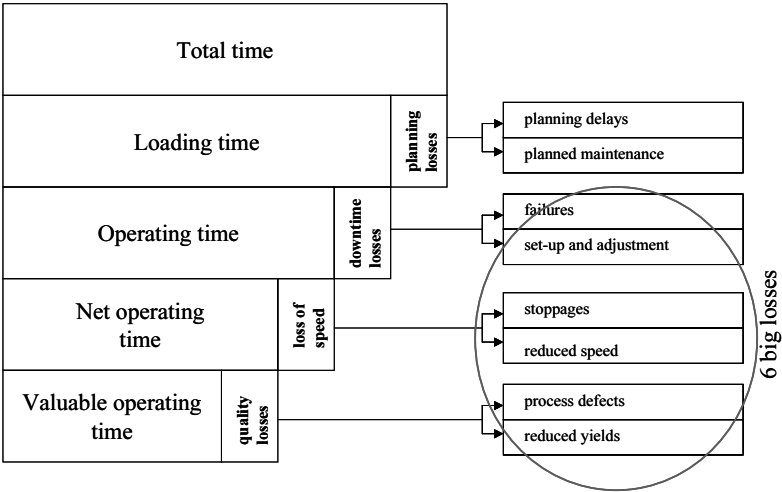 Total time
Loading time
planning
losses
planning delays
planned maintenance
Operating time
downtime
losses
failures
set-up and adjustment
Net operating
time
loss of
speed
stoppages
reduced speed
Valuable operating
time
quality
losses
process defects
reduced yields
6 big losses